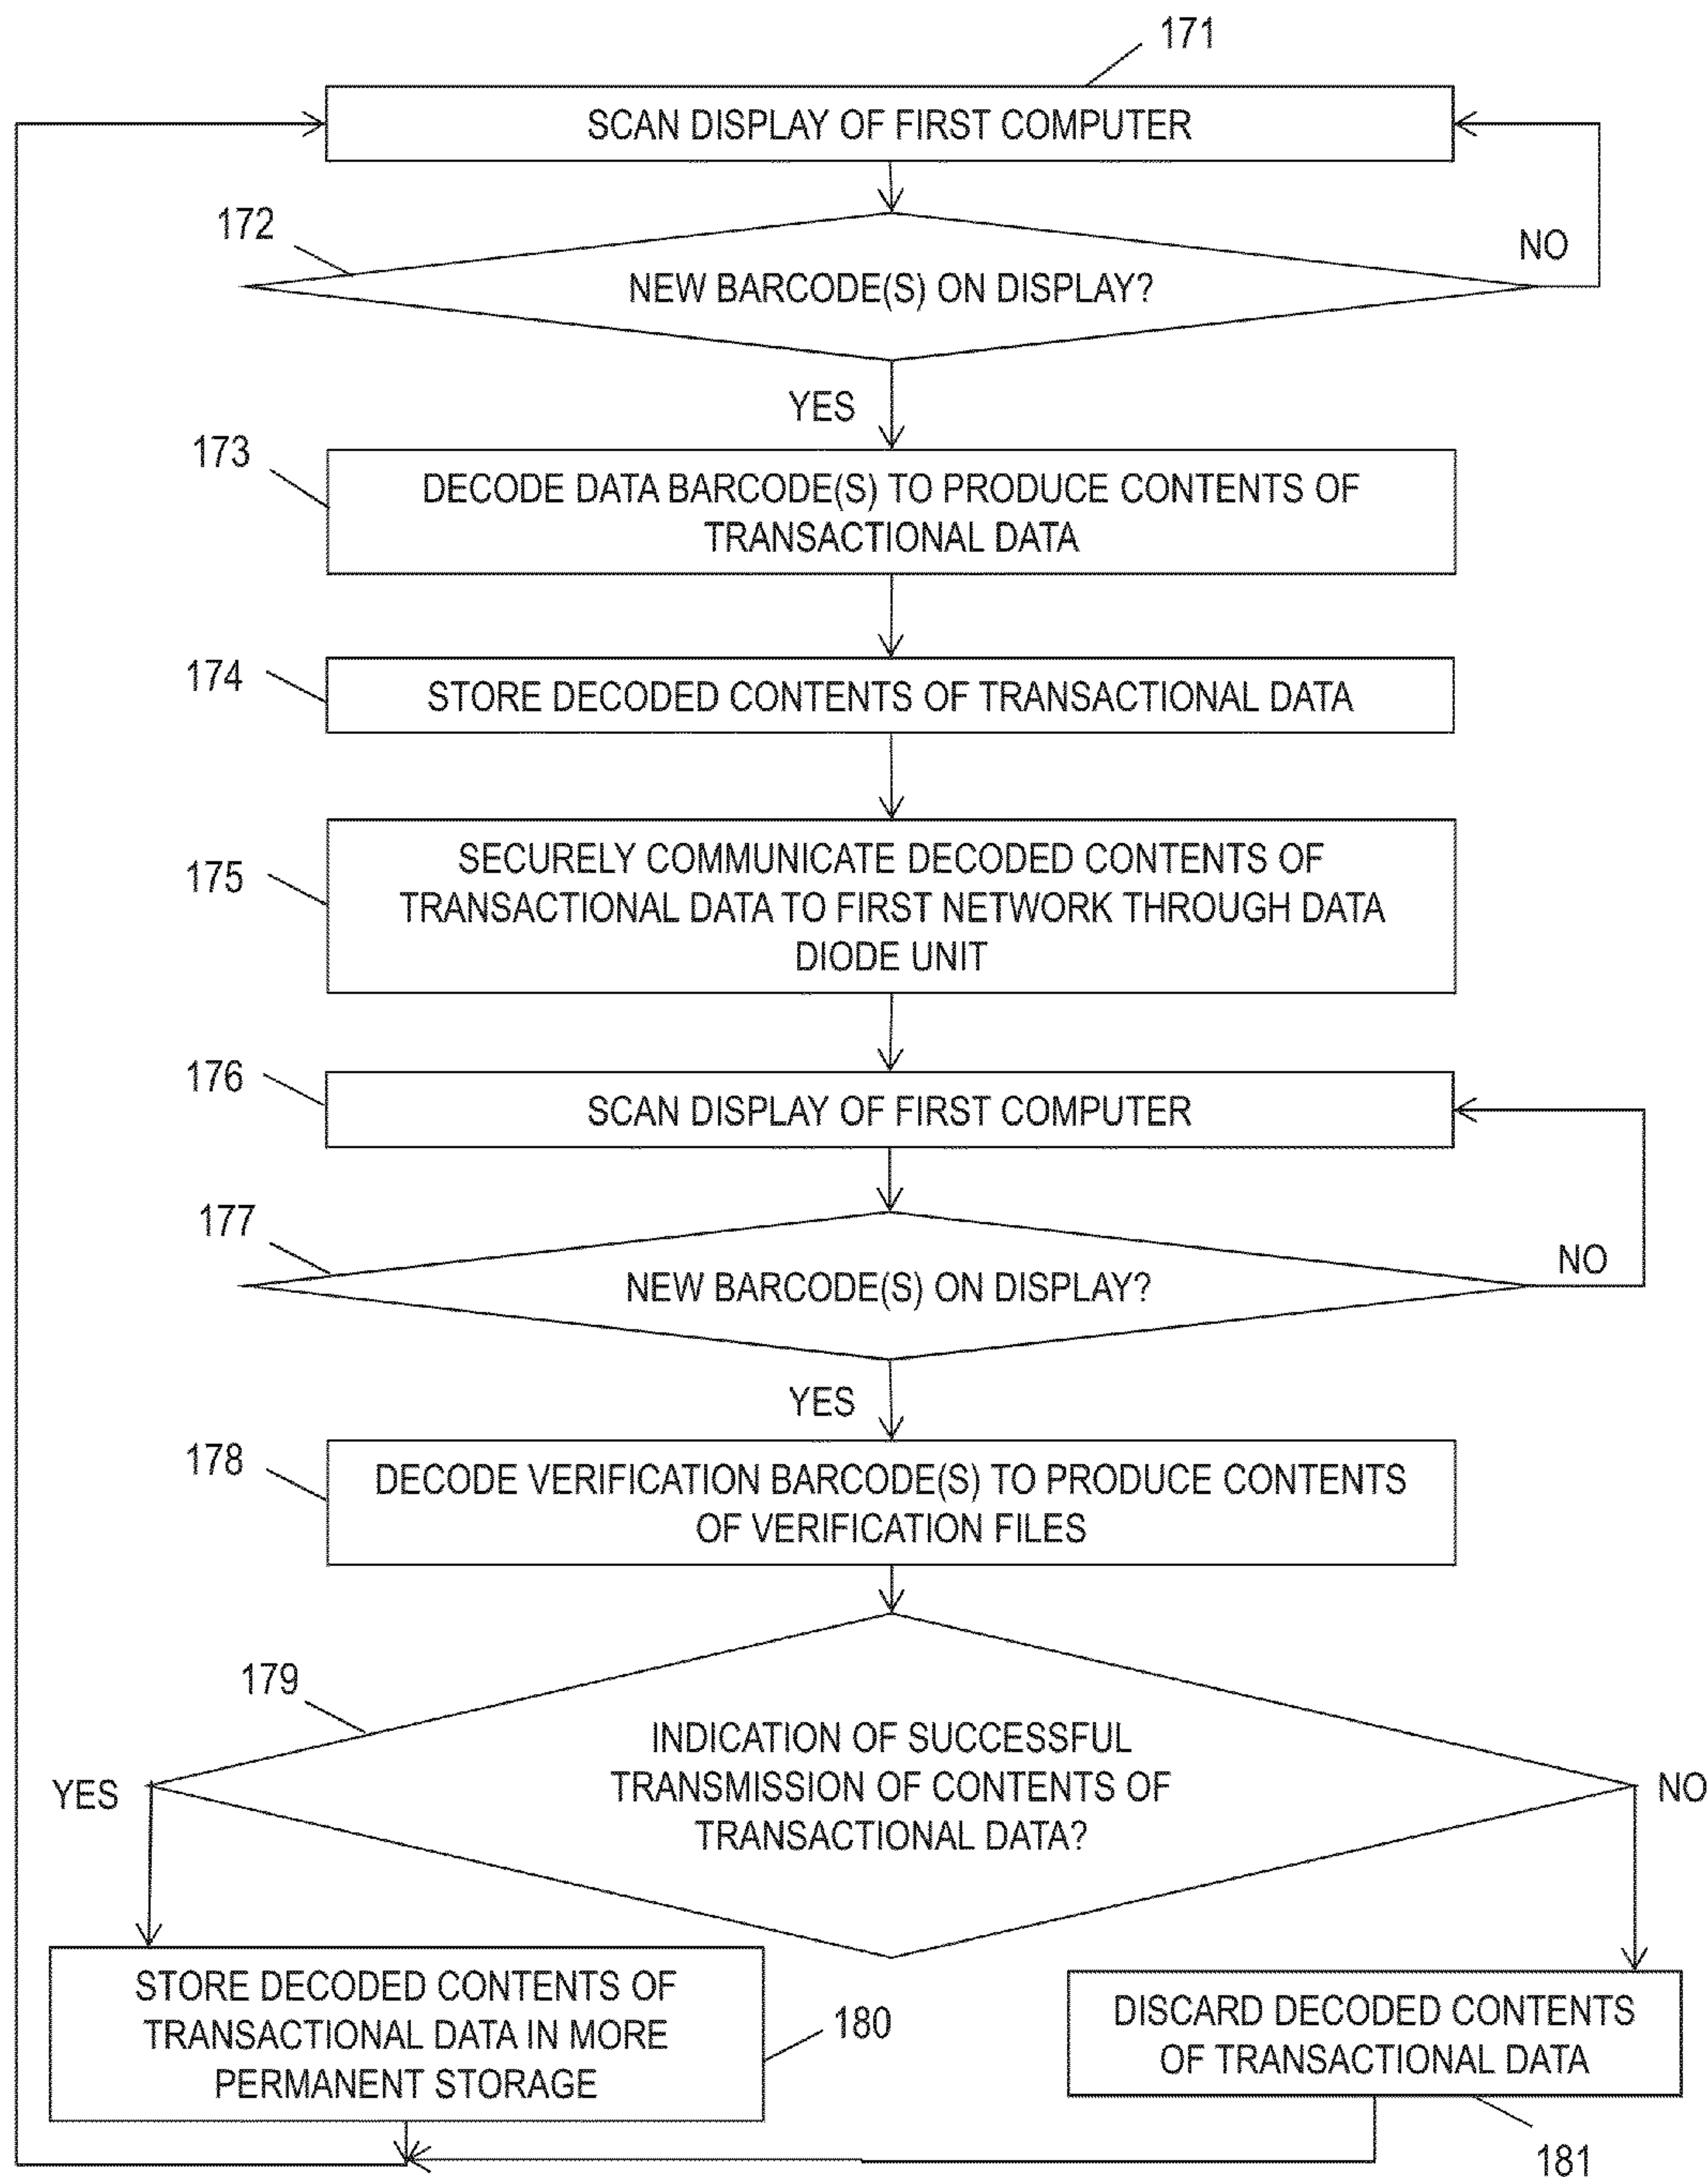 171
SCAN DISPLAY OF FIRST COMPUTER
172
NEW BARCODE(S) ON DISPLAY?
NO
YES
173
DECODE DATA BARCODE(S) TO PRODUCE CONTENTS OF
TRANSACTIONAL DATA
174
STORE DECODED CONTENTS OF TRANSACTIONAL DATA
175
SECURELY COMMUNICATE DECODED CONTENTS OF
TRANSACTIONAL DATA TO FIRST NETWORK THROUGH DATA
DIODE UNIT
176
SCAN DISPLAY OF FIRST COMPUTER
177
NEW BARCODE(S) ON DISPLAY?
NO
YES
178
DECODE VERIFICATION BARCODE(S) TO PRODUCE CONTENTS
OF VERIFICATION FILES
179
INDICATION OF SUCCESSFUL
TRANSMISSION OF CONTENTS OF
TRANSACTIONAL DATA?
YES
NO
STORE DECODED CONTENTS OF
TRANSACTIONAL DATA IN MORE
PERMANENT STORAGE
180
DISCARD DECODED CONTENTS
OF TRANSACTIONAL DATA
181